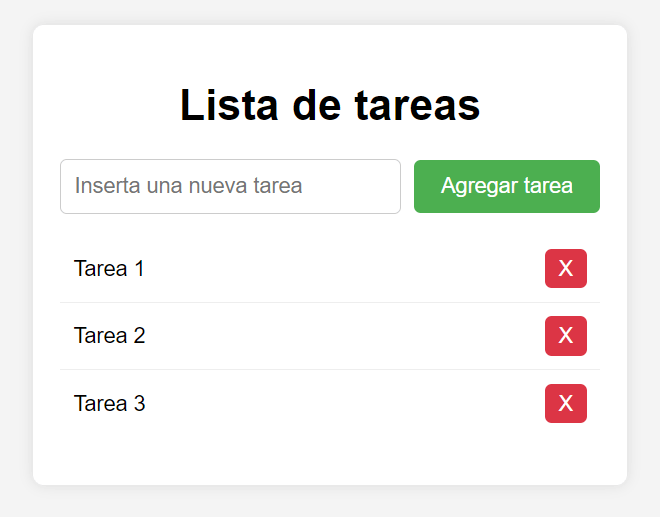 Lista de tareas
Inserta una nueva tarea Agregar tarea
Tarea 1 X
Tarea 2 X
Tarea 3 X